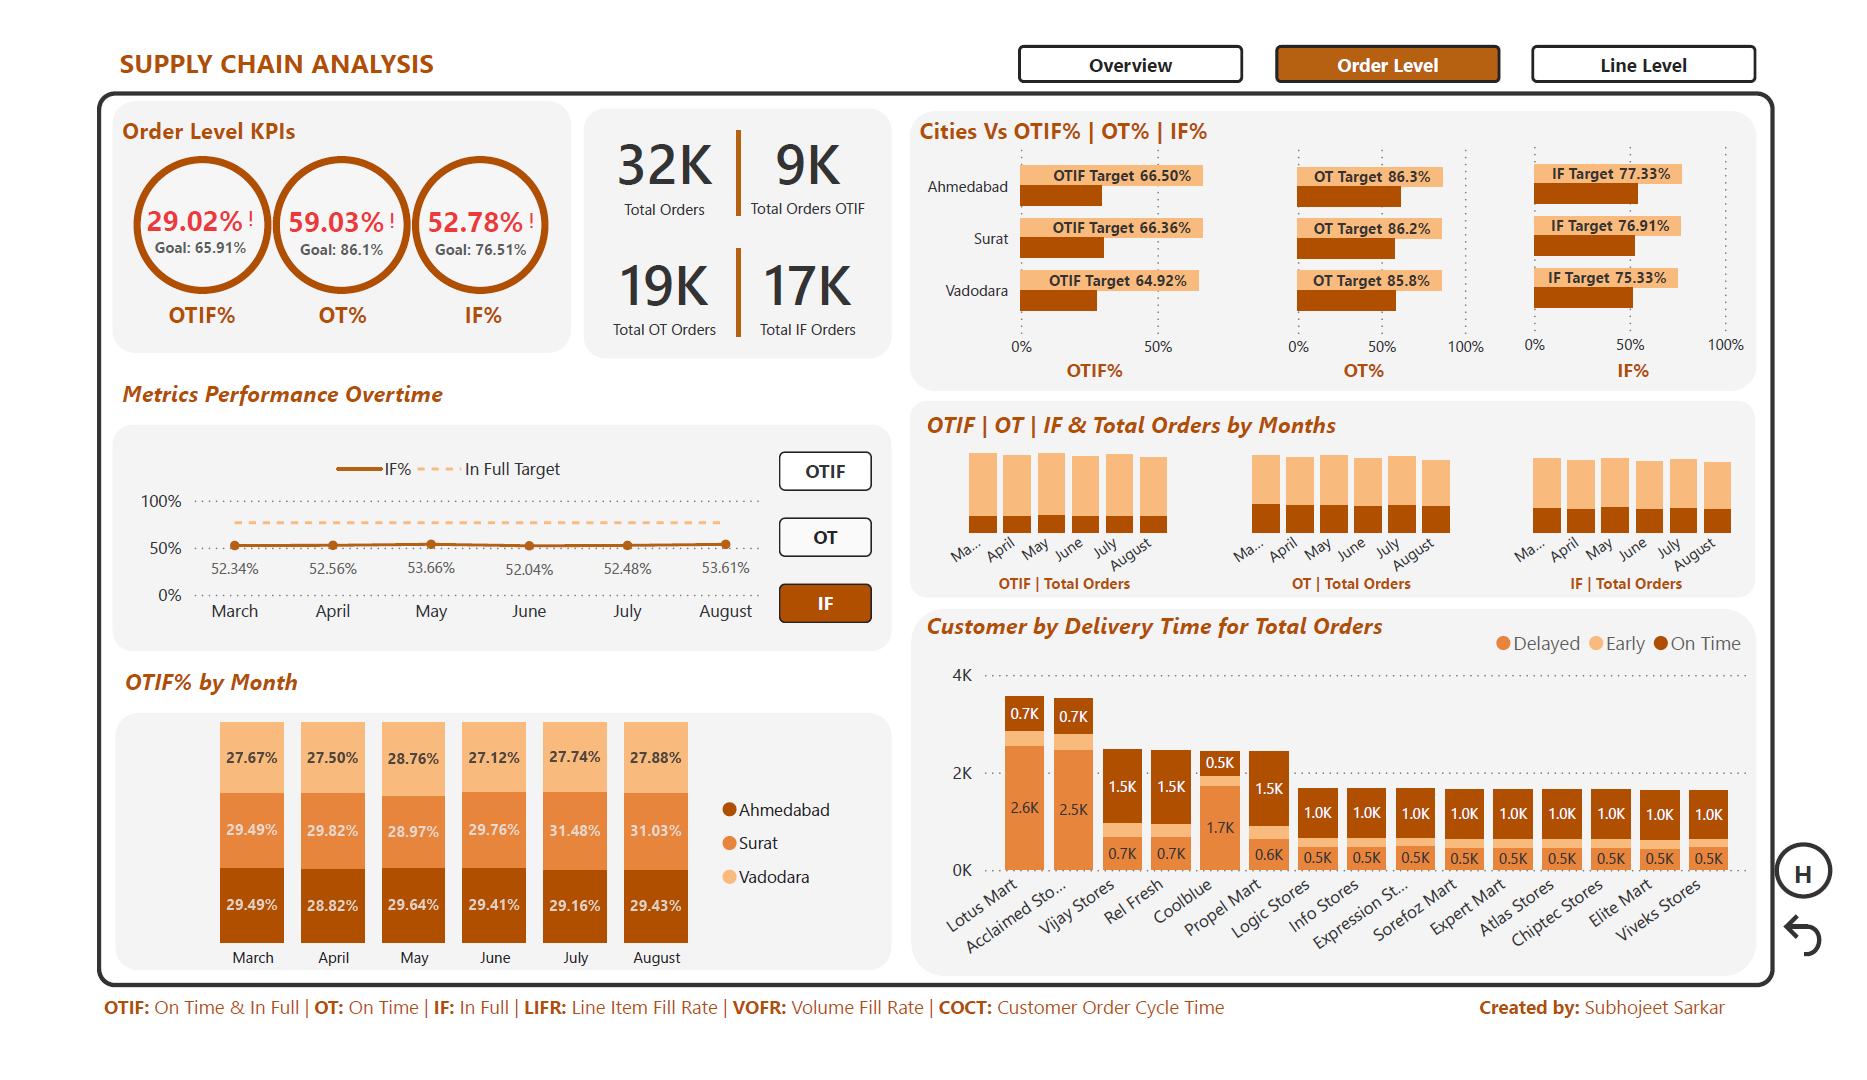 SUPPLY CHAIN ANALYSIS
Overview
Order Level
Line Level
Order Level KPIs
29.02% !
Goal: 65.91%
OTIF%
59.03% !
Goal: 86.1%
OT%
52.78% !
Goal: 76.51%
IF%
32K
Total Orders
9K
Total Orders OTIF
19K
Total OT Orders
17K
Total IF Orders
Cities Vs OTIF% | OT% | IF%
Ahmedabad
Surat
Vadodara
OTIF Target 66.50%
OTIF Target 66.36%
OTIF Target 64.92%
0% 50%
OTIF%
OT Target 86.3%
OT Target 86.2%
OT Target 85.8%
0% 50% 100%
OT%
IF Target 77.33%
IF Target 76.91%
IF Target 75.33%
0% 50% 100%
IF%
Metrics Performance Overtime
IF% In Full Target
100%
50%
0%
52.34% 52.56% 53.66% 52.04% 52.48% 53.61%
March April May June July August
OTIF
OT
IF
OTIF | OT | IF & Total Orders by Months
Ma... April May June July August
OTIF | Total Orders
Ma... April May June July August
OT | Total Orders
Ma... April May June July August
IF | Total Orders
OTIF% by Month
27.67% 27.50% 28.76% 27.12% 27.74% 27.88%
29.49% 29.82% 28.97% 29.76% 31.48% 31.03%
29.49% 28.82% 29.64% 29.41% 29.16% 29.43%
March April May June July August
Ahmedabad
Surat
Vadodara
Customer by Delivery Time for Total Orders
Delayed Early On Time
4K
2K
0K
0.7K 0.7K 1.5K 1.5K 0.5K 1.5K 1.0K 1.0K 1.0K 1.0K 1.0K 1.0K 1.0K 1.0K 1.0K
2.6K 2.5K 0.7K 0.7K 1.7K 0.6K 0.5K 0.5K 0.5K 0.5K 0.5K 0.5K 0.5K 0.5K 0.5K
Lotus Mart
Acclaimed Sto...
Vijay Stores
Rel Fresh
Coolblue
Propel Mart
Logic Stores
Info Stores
Expression St...
Sorefoz Mart
Expert Mart
Atlas Stores
Chiptec Stores
Elite Mart
Viveks Stores
H
OTIF: On Time & In Full | OT: On Time | IF: In Full | LIFR: Line Item Fill Rate | VOFR: Volume Fill Rate | COCT: Customer Order Cycle Time
Created by: Subhojeet Sarkar